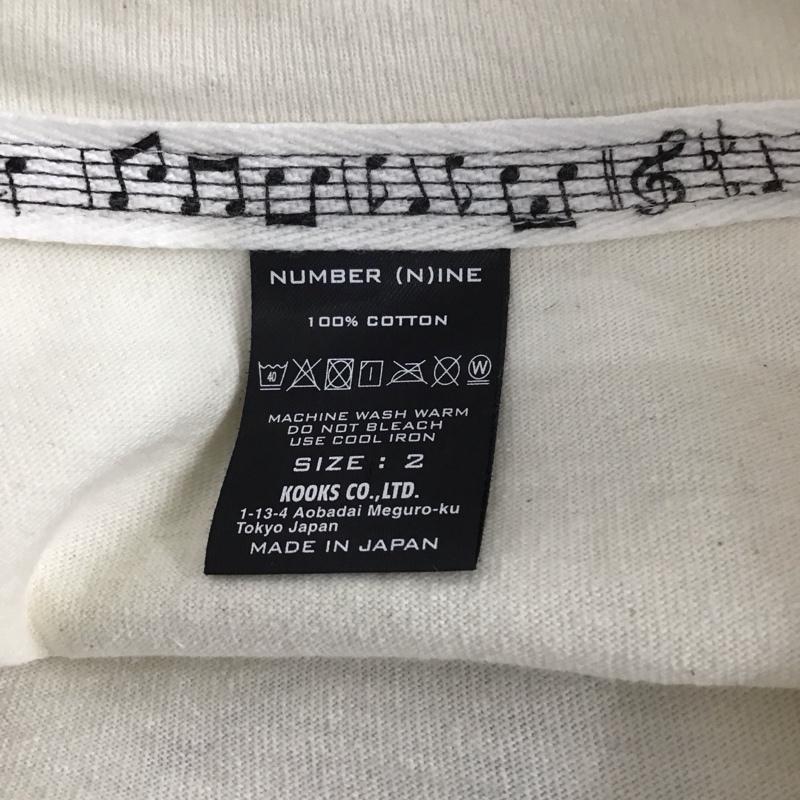 NUMBER (N)INE
100% COTTON
40 W
MACHINE WASH WARM
DO NOT BLEACH
USE COOL IRON
SIZE : 2
KOOKS CO.,LTD.
1-13-4 Aobadai Meguro-ku
Tokyo Japan
MADE IN JAPAN